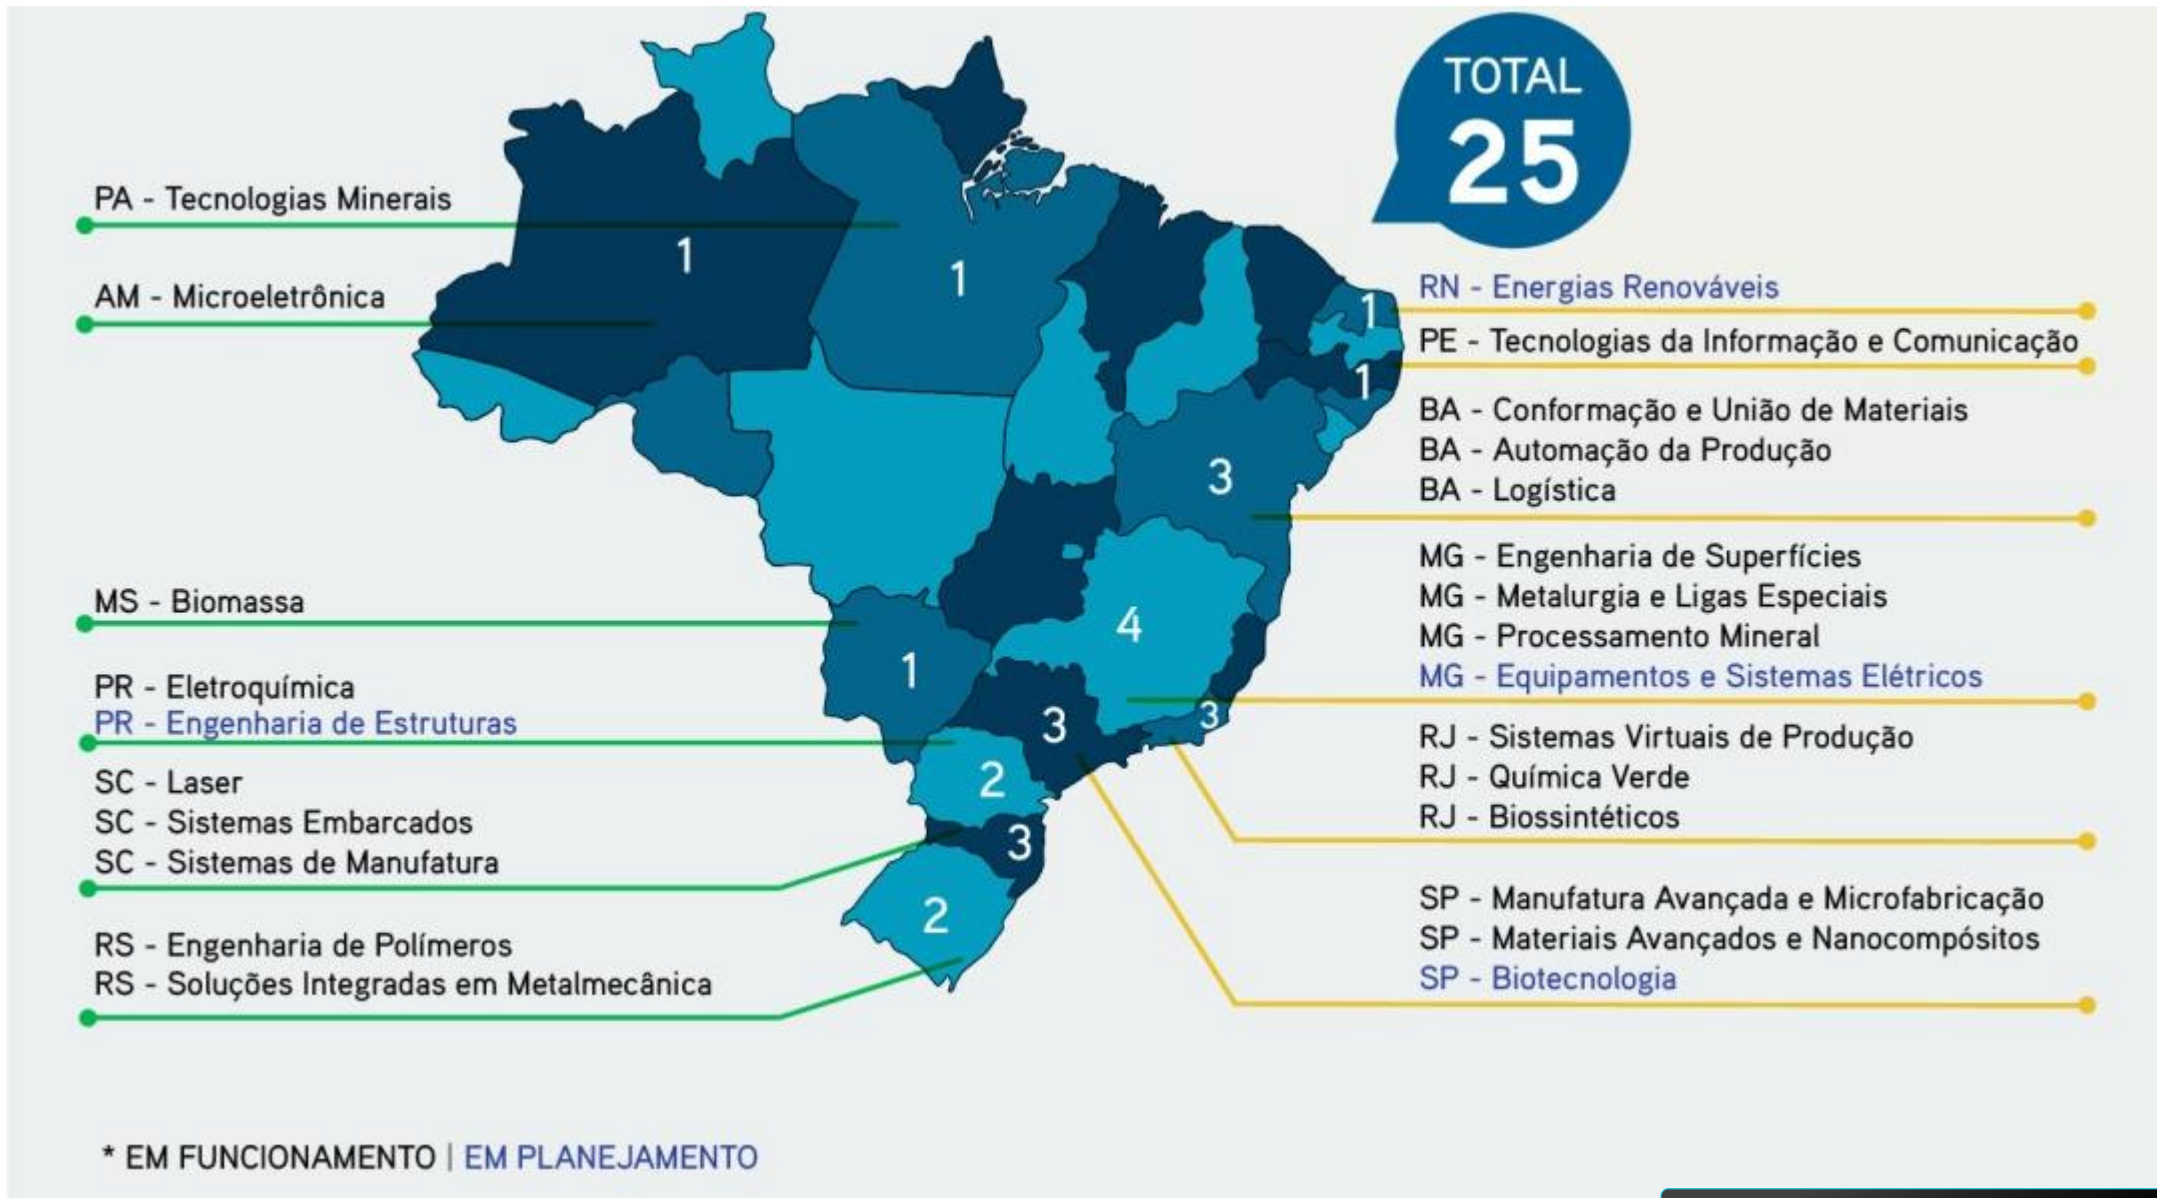 TOTAL
25
PA - Tecnologias Minerais
AM - Microeletrônica
MS - Biomassa
PR - Eletroquímica
PR - Engenharia de Estruturas
SC - Laser
SC - Sistemas Embarcados
SC - Sistemas de Manufatura
RS - Engenharia de Polímeros
RS - Soluções Integradas em Metalmecânica
1
1
1
1
3
4
1
3
3
2
3
2
RN - Energias Renováveis
PE - Tecnologias da Informação e Comunicação
BA - Conformação e União de Materiais
BA - Automação da Produção
BA - Logística
MG - Engenharia de Superfícies
MG - Metalurgia e Ligas Especiais
MG - Processamento Mineral
MG - Equipamentos e Sistemas Elétricos
RJ - Sistemas Virtuais de Produção
RJ - Química Verde
RJ - Biossintéticos
SP - Manufatura Avançada e Microfabricação
SP - Materiais Avançados e Nanocompósitos
SP - Biotecnologia
* EM FUNCIONAMENTO | EM PLANEJAMENTO